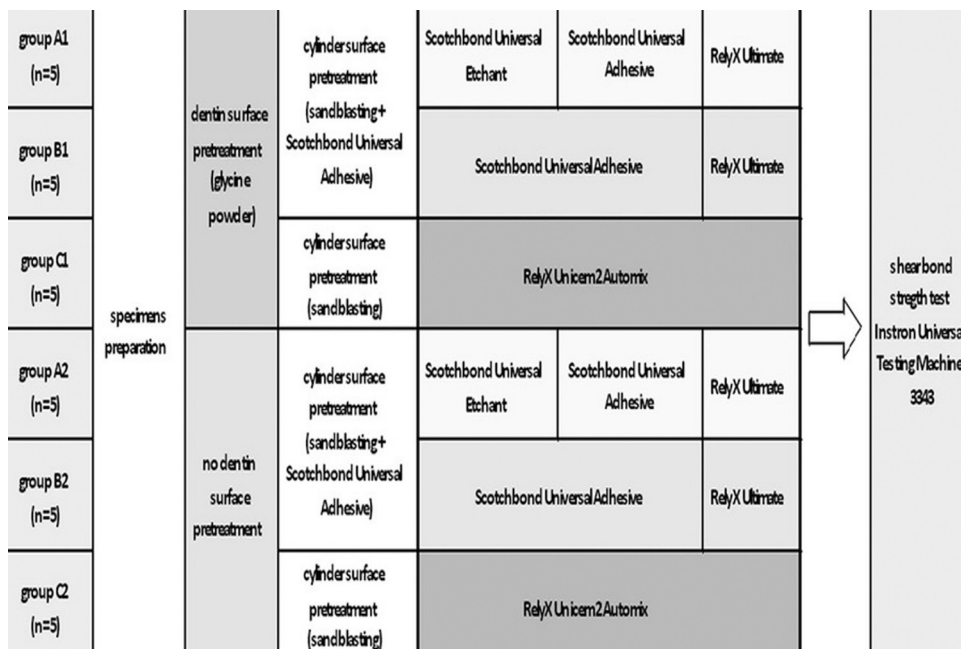 group A1
(n=5)
group B1
(n=5)
group C1
(n=5)
group A2
(n=5)
group B2
(n=5)
group C2
(n=5)
specimens
preparation
dentin surface
pretreatment
(glycine
powder)
no dentin
surface
pretreatment
cylinder surface
pretreatment
(sandblasting+
Scotchbond Universal
Adhesive)
cylinder surface
pretreatment
(sandblasting)
cylinder surface
pretreatment
(sandblasting+
Scotchbond Universal
Adhesive)
cylinder surface
pretreatment
(sandblasting)
Scotchbond Universal
Etchant
Scotchbond Universal
Adhesive
RelyX Ultimate
Scotchbond Universal Adhesive
RelyX Ultimate
RelyX Unicem2 Automix
Scotchbond Universal
Etchant
Scotchbond Universal
Adhesive
RelyX Ultimate
Scotchbond Universal Adhesive
RelyX Ultimate
RelyX Unicem2 Automix
shear bond
stregth test
Instron Universa
Testing Machine
3343